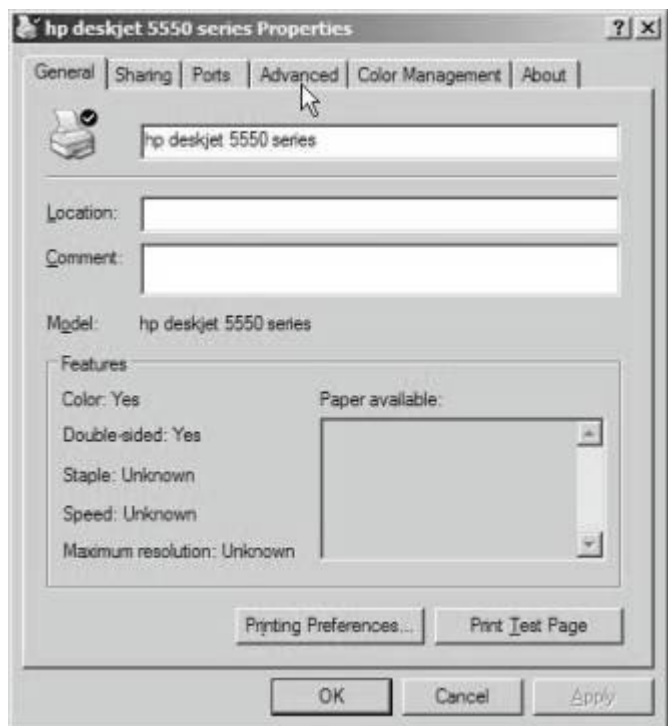 hp deskjet 5550 series Properties
General Sharing Ports Advanced Color Management About
hp deskjet 5550 series
Location:
Comment:
Model: hp deskjet 5550 series
Features
Color: Yes Paper available:
Double-sided: Yes
Staple: Unknown
Speed: Unknown
Maximum resolution: Unknown
Printing Preferences... Print Test Page
OK Cancel Apply